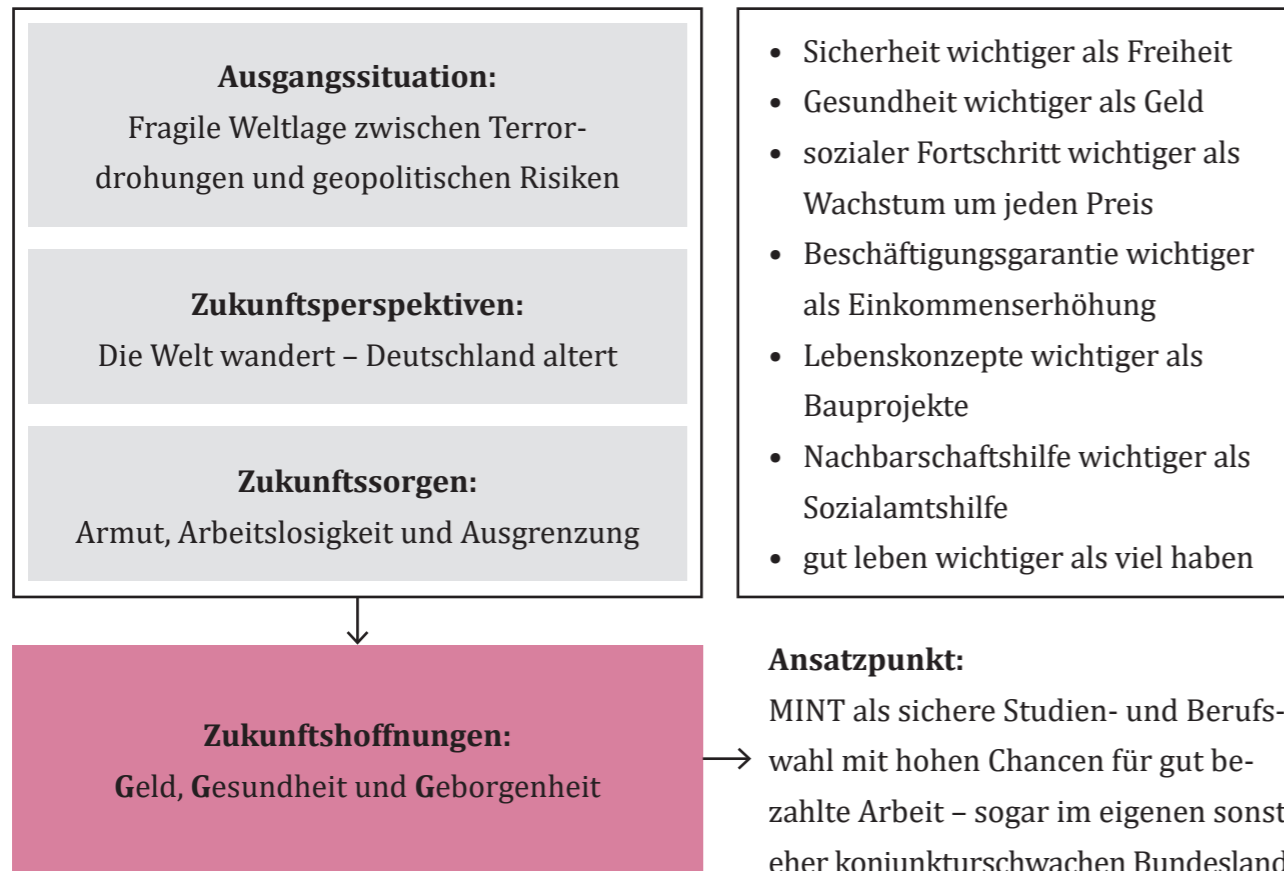 Ausgangssituation:
Fragile Weltlage zwischen Terror-
drohungen und geopolitischen Risiken
Zukunftsperspektiven:
Die Welt wandert – Deutschland altert
Zukunftssorgen:
Armut, Arbeitslosigkeit und Ausgrenzung
Zukunftshoffnungen:
Geld, Gesundheit und Geborgenheit
• Sicherheit wichtiger als Freiheit
• Gesundheit wichtiger als Geld
• sozialer Fortschritt wichtiger als
Wachstum um jeden Preis
• Beschäftigungsgarantie wichtiger
als Einkommenserhöhung
• Lebenskonzepte wichtiger als
Bauprojekte
• Nachbarschaftshilfe wichtiger als
Sozialamtshilfe
• gut leben wichtiger als viel haben
Ansatzpunkt:
MINT als sichere Studien- und Berufs-
wahl mit hohen Chancen für gut be-
zahlte Arbeit – sogar im eigenen sonst
eher konjunkturschwachen Bundesland